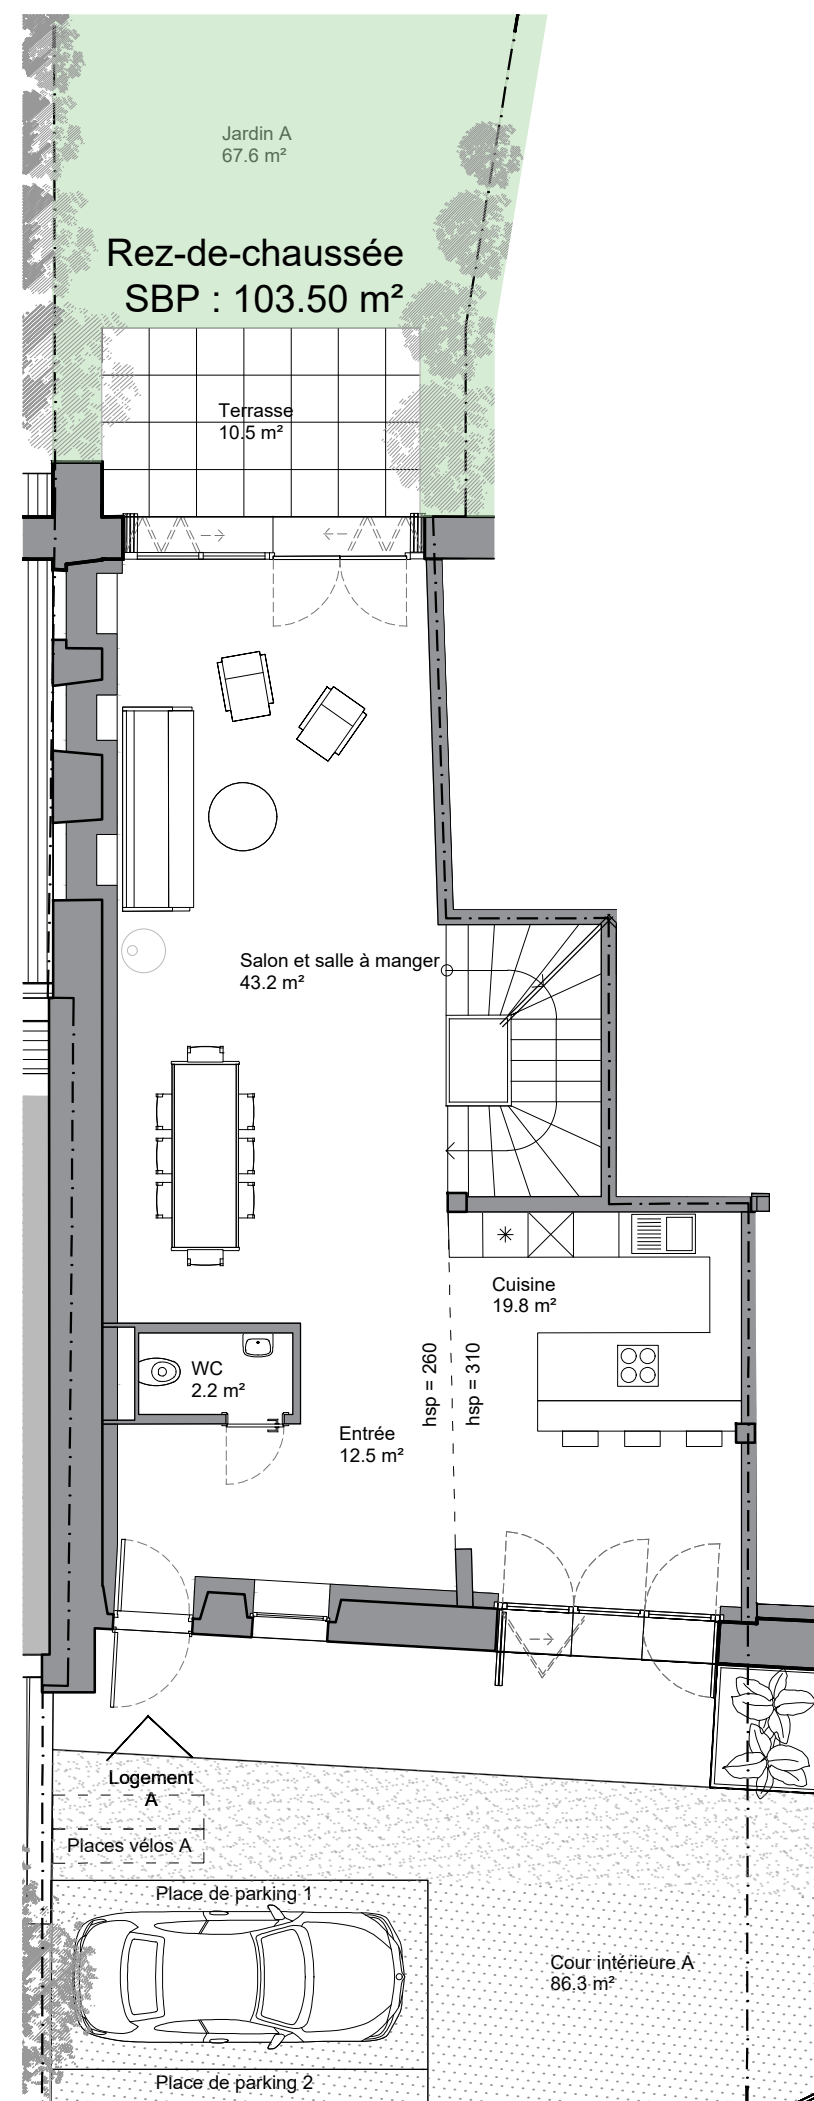 Jardin A
67.6 m²
Rez-de-chaussée
SBP : 103.50 m²
Terrasse
10.5 m²
Salon et salle à manger
43.2 m²
Cuisine
19.8 m²
WC
2.2 m²
hsp = 260
hsp = 310
Entrée
12.5 m²
Logement
A
Places vélos A
Place de parking 1
Cour intérieure A
86.3 m²
Place de parking 2